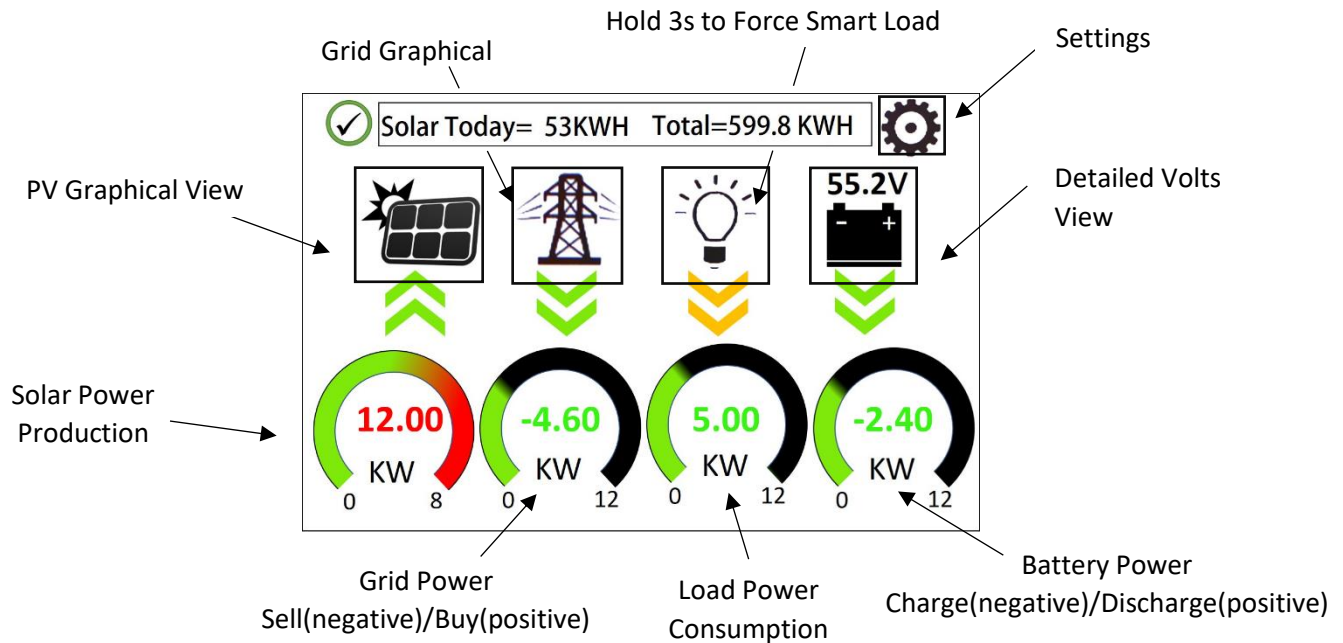 Hold 3s to Force Smart Load
Grid Graphical
Settings
Solar Today= 53KWH Total=599.8 KWH
PV Graphical View
55.2V
- +
Detailed Volts
View
Solar Power
Production
12.00
KW
0 8
-4.60
KW
0 12
5.00
KW
0 12
-2.40
KW
0 12
Grid Power
Sell(negative)/Buy(positive)
Load Power
Consumption
Battery Power
Charge(negative)/Discharge(positive)